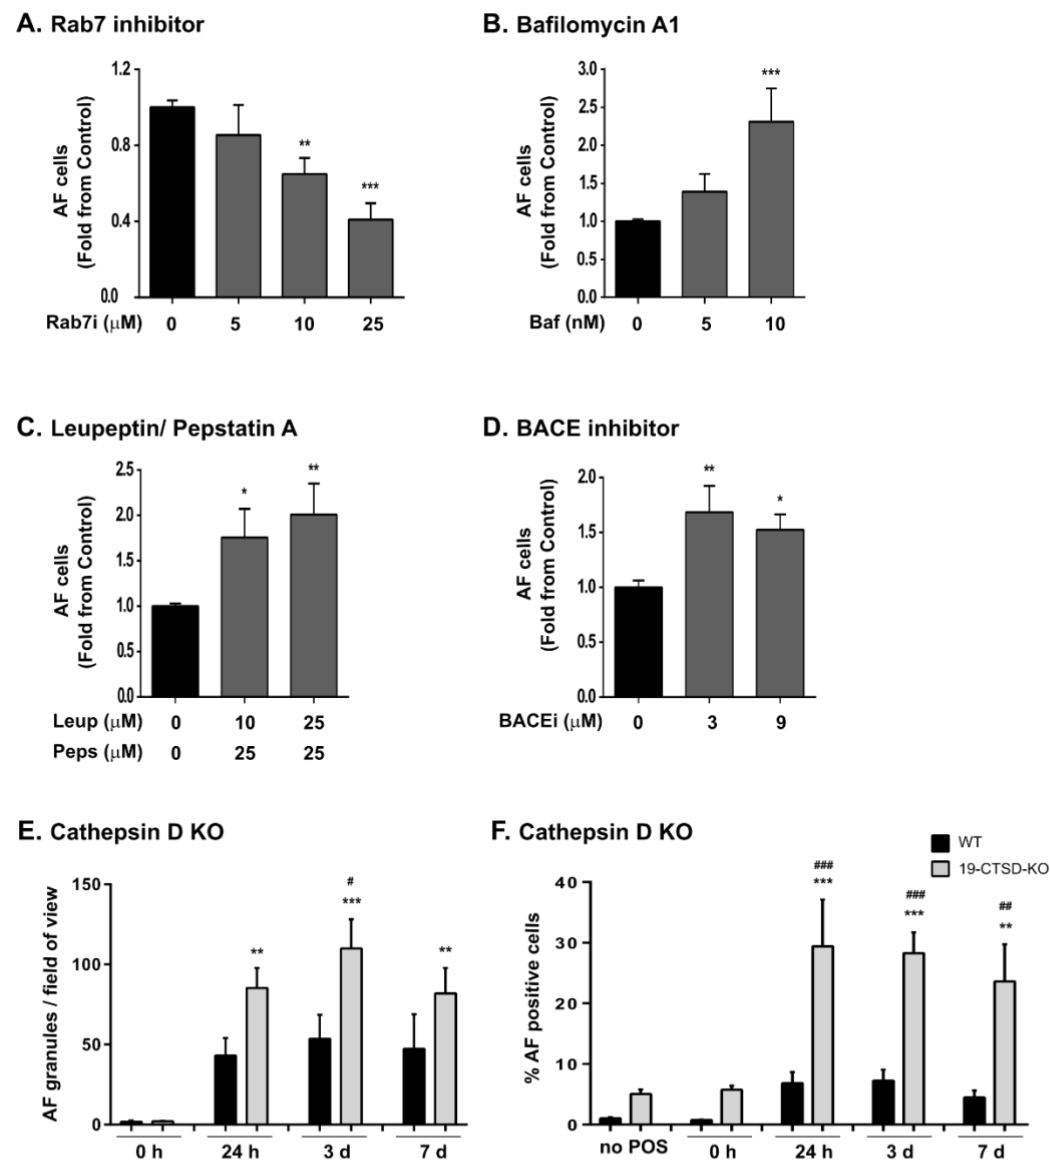 A. Rab7 inhibitor
AF cells
(Fold from Control)
1.2
0.8
0.4
0.0
**
***
Rab7i (μM) 0 5 10 25
B. Bafilomycin A1
AF cells
(Fold from Control)
3.0
2.5
2.0
1.5
1.0
0.5
0.0
***
Baf (nM) 0 5 10
C. Leupeptin/ Pepstatin A
AF cells
(Fold from Control)
2.5
2.0
1.5
1.0
0.5
0.0
*
**
Leup (μM) 0 10 25
Peps (μM) 0 25 25
D. BACE inhibitor
AF cells
(Fold from Control)
2.0
1.5
1.0
0.5
0.0
**
*
BACEi (μM) 0 3 9
E. Cathepsin D KO
AF granules / field of view
150
100
50
0
**
#
***
**
0 h 24 h 3 d 7 d
F. Cathepsin D KO
WT
19-CTSD-KO
% AF positive cells
40
30
20
10
0
###
***
###
***
##
**
no POS 0 h 24 h 3 d 7 d